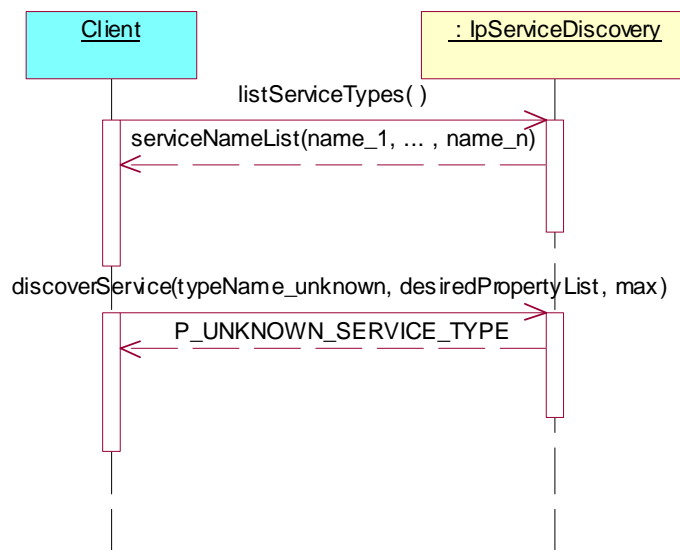 Client
: IpServiceDiscovery
listServiceTypes( )
serviceNameList(name_1, ... , name_n)
discoverService(typeName_unknown, desiredPropertyList, max)
P_UNKNOWN_SERVICE_TYPE